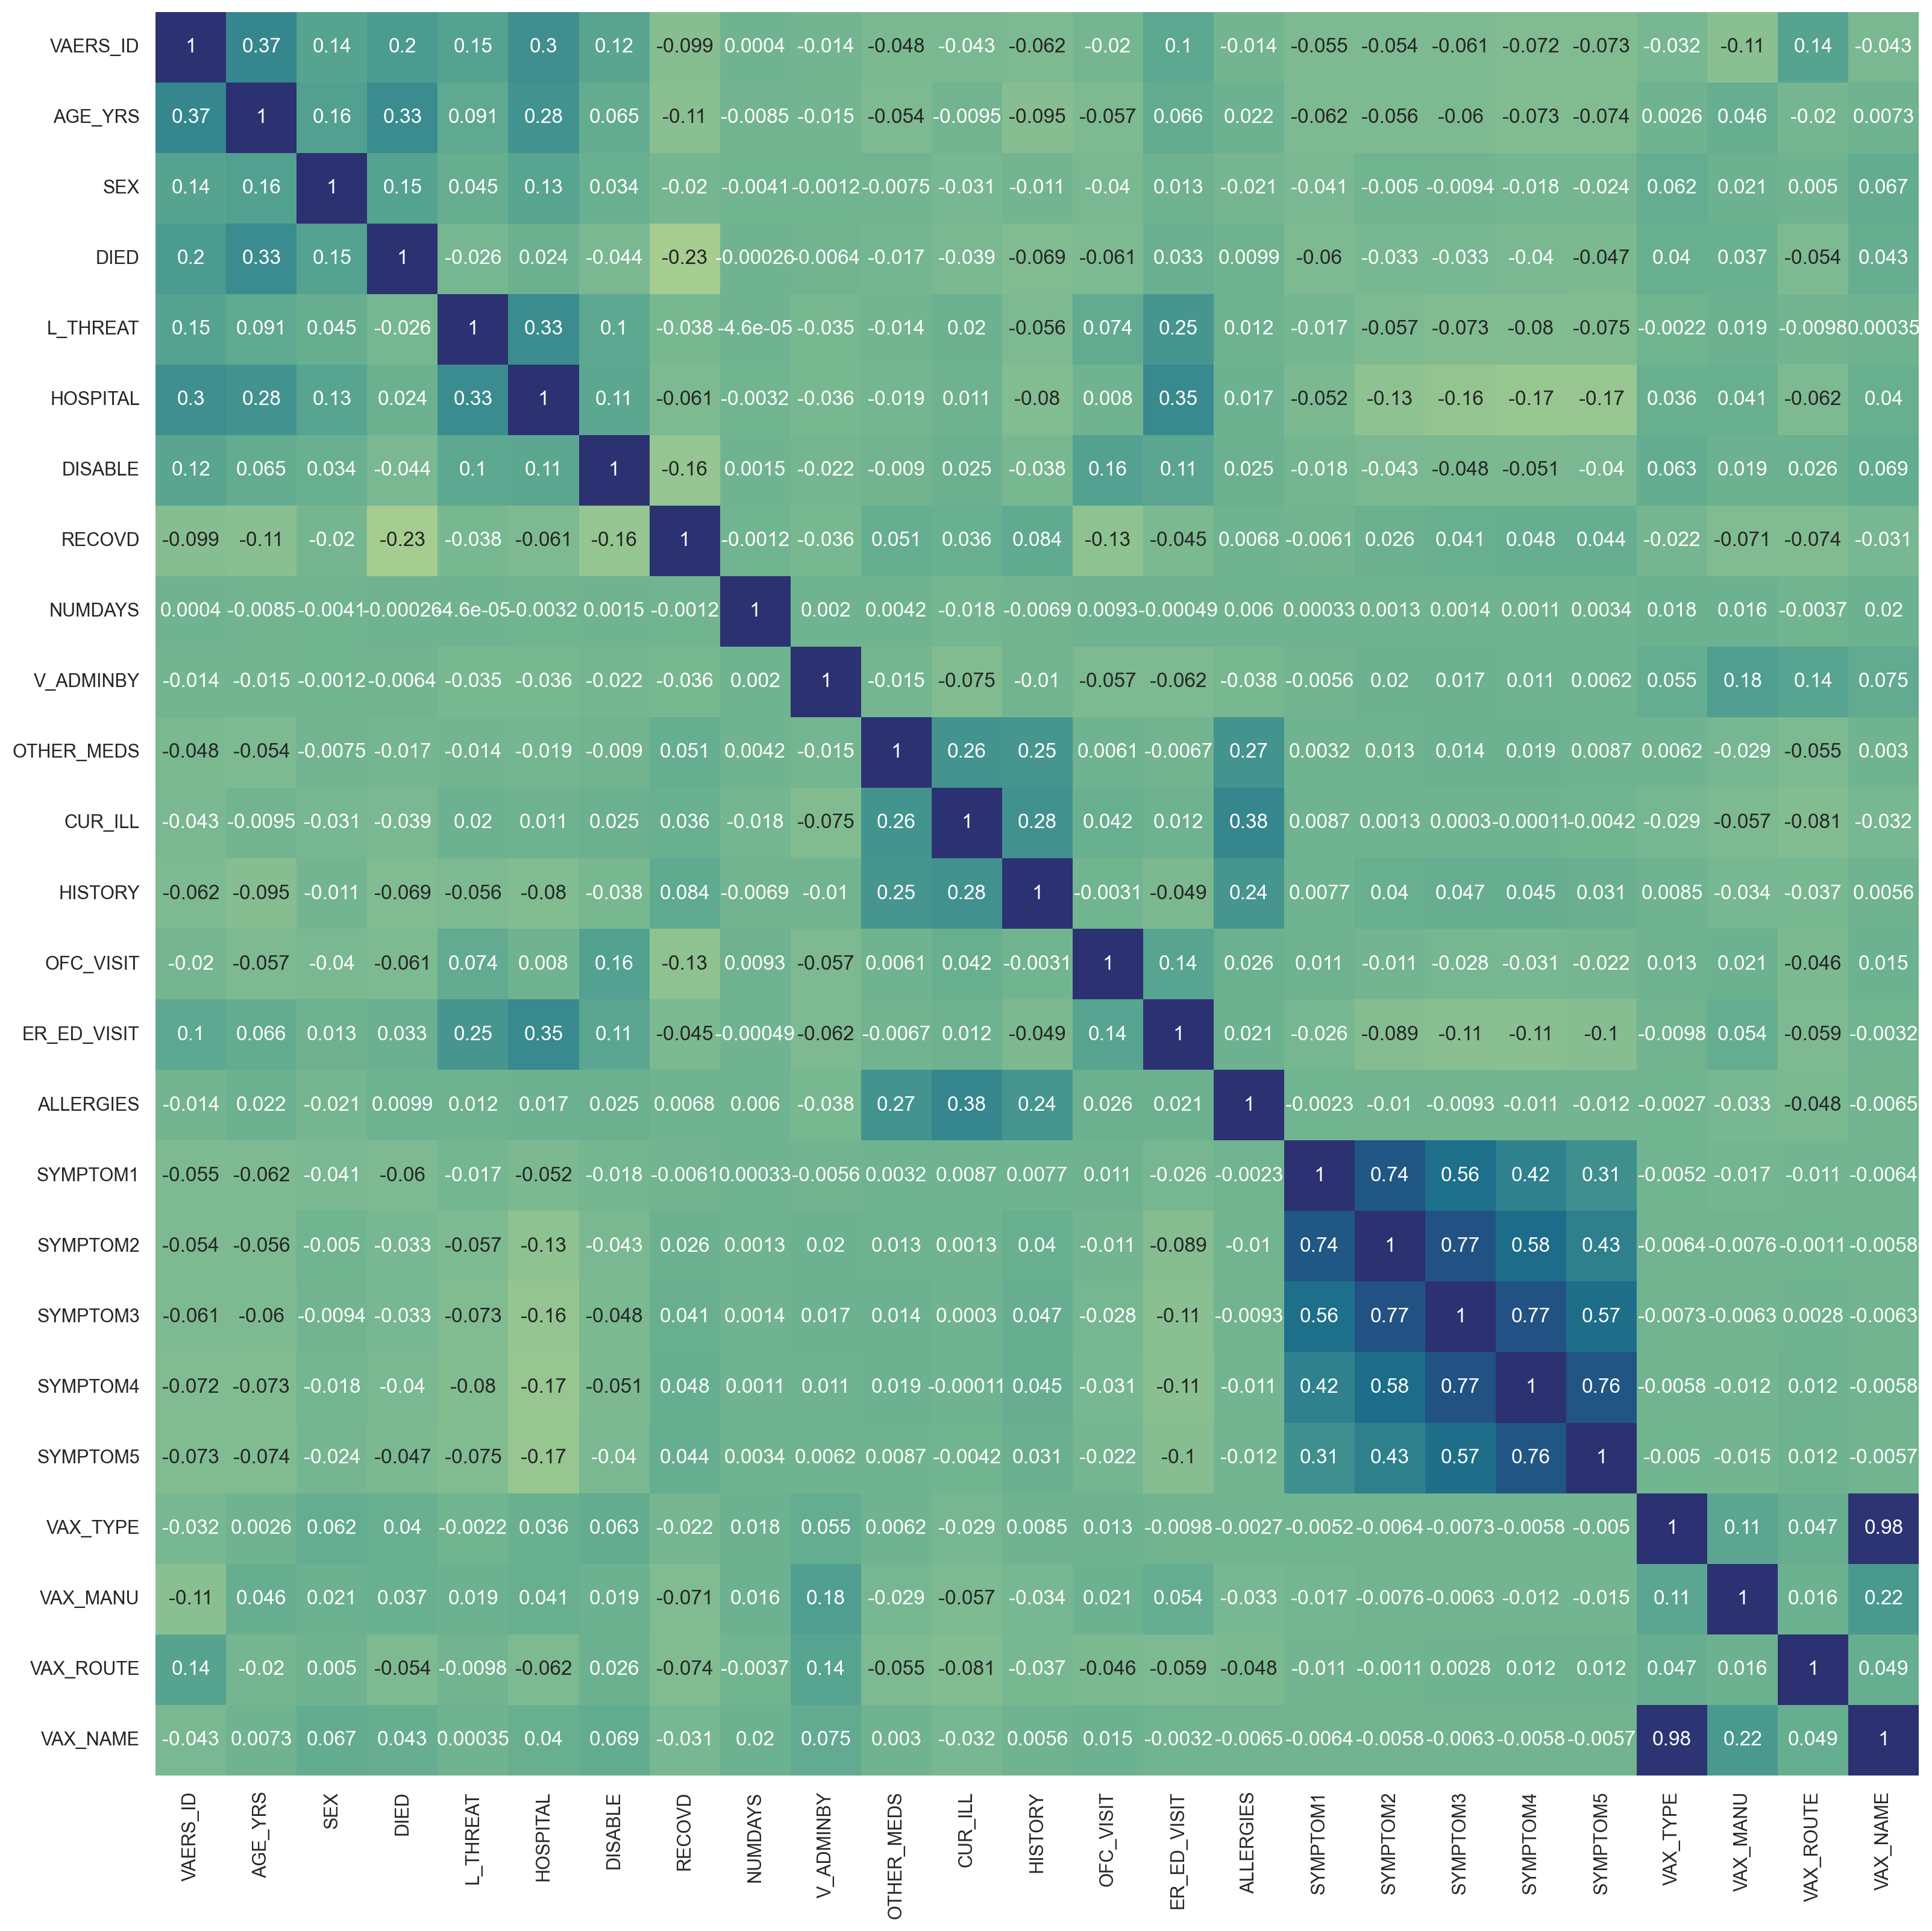 VAERS_ID 1 0.37 0.14 0.2 0.15 0.3 0.12 -0.099 0.0004 -0.014 -0.048 -0.043 -0.062 -0.02 0.1 -0.014 -0.055 -0.054 -0.061 -0.072 -0.073 -0.032 -0.11 0.14 -0.043
AGE_YRS 0.37 1 0.16 0.33 0.091 0.28 0.065 -0.11 -0.0085 -0.015 -0.054 -0.0095 -0.095 -0.057 0.066 0.022 -0.062 -0.056 -0.06 -0.073 -0.074 0.0026 0.046 -0.02 0.0073
SEX 0.14 0.16 1 0.15 0.045 0.13 0.034 -0.02 -0.0041 -0.0012 -0.0075 -0.031 -0.011 -0.04 0.013 -0.021 -0.041 -0.005 -0.0094 -0.018 -0.024 0.062 0.021 0.005 0.067
DIED 0.2 0.33 0.15 1 -0.026 0.024 -0.044 -0.23 -0.00026 -0.0064 -0.017 -0.039 -0.069 -0.061 0.033 0.0099 -0.06 -0.033 -0.033 -0.04 -0.047 0.04 0.037 -0.054 0.043
L_THREAT 0.15 0.091 0.045 -0.026 1 0.33 0.1 -0.038 -4.6e-05 -0.035 -0.014 0.02 -0.056 0.074 0.25 0.012 -0.017 -0.057 -0.073 -0.08 -0.075 -0.0022 0.019 -0.0098 0.00035
HOSPITAL 0.3 0.28 0.13 0.024 0.33 1 0.11 -0.061 -0.0032 -0.036 -0.019 0.011 -0.08 0.008 0.35 0.017 -0.052 -0.13 -0.16 -0.17 -0.17 0.036 0.041 -0.062 0.04
DISABLE 0.12 0.065 0.034 -0.044 0.1 0.11 1 -0.16 0.0015 -0.022 -0.009 0.025 -0.038 0.16 0.11 0.025 -0.018 -0.043 -0.048 -0.051 -0.04 0.063 0.019 0.026 0.069
RECOVD -0.099 -0.11 -0.02 -0.23 -0.038 -0.061 -0.16 1 -0.0012 -0.036 0.051 0.036 0.084 -0.13 -0.045 0.0068 -0.0061 0.026 0.041 0.048 0.044 -0.022 -0.071 -0.074 -0.031
NUMDAYS 0.0004 -0.0085 -0.0041 -0.00026 -4.6e-05 -0.0032 0.0015 -0.0012 1 0.002 0.0042 -0.018 -0.0069 0.0093 -0.00049 0.006 0.00033 0.0013 0.0014 0.0011 0.0034 0.018 0.016 -0.0037 0.02
V_ADMINBY -0.014 -0.015 -0.0012 -0.0064 -0.035 -0.036 -0.022 -0.036 0.002 1 -0.015 -0.075 -0.01 -0.057 -0.062 -0.038 -0.0056 0.02 0.017 0.011 0.0062 0.055 0.18 0.14 0.075
OTHER_MEDS -0.048 -0.054 -0.0075 -0.017 -0.014 -0.019 -0.009 0.051 0.0042 -0.015 1 0.26 0.25 0.0061 -0.0067 0.27 0.0032 0.013 0.014 0.019 0.0087 0.0062 -0.029 -0.055 0.003
CUR_ILL -0.043 -0.0095 -0.031 -0.039 0.02 0.011 0.025 0.036 -0.018 -0.075 0.26 1 0.28 0.042 0.012 0.38 0.0087 0.0013 0.0003 -0.00011 -0.0042 -0.029 -0.057 -0.081 -0.032
HISTORY -0.062 -0.095 -0.011 -0.069 -0.056 -0.08 -0.038 0.084 -0.0069 -0.01 0.25 0.28 1 -0.0031 -0.049 0.24 0.0077 0.04 0.047 0.045 0.031 0.0085 -0.034 -0.037 0.0056
OFC_VISIT -0.02 -0.057 -0.04 -0.061 0.074 0.008 0.16 -0.13 0.0093 -0.057 0.0061 0.042 -0.0031 1 0.14 0.026 0.011 -0.011 -0.028 -0.031 -0.022 0.013 0.021 -0.046 0.015
ER_ED_VISIT 0.1 0.066 0.013 0.033 0.25 0.35 0.11 -0.045 -0.00049 -0.062 -0.0067 0.012 -0.049 0.14 1 0.021 -0.026 -0.089 -0.11 -0.11 -0.1 -0.0098 0.054 -0.059 -0.0032
ALLERGIES -0.014 0.022 -0.021 0.0099 0.012 0.017 0.025 0.0068 0.006 -0.038 0.27 0.38 0.24 0.026 0.021 1 -0.0023 -0.01 -0.0093 -0.011 -0.012 -0.0027 -0.033 -0.048 -0.0065
SYMPTOM1 -0.055 -0.062 -0.041 -0.06 -0.017 -0.052 -0.018 -0.0061 0.00033 -0.0056 0.0032 0.0087 0.0077 0.011 -0.026 -0.0023 1 0.74 0.56 0.42 0.31 -0.0052 -0.017 -0.011 -0.0064
SYMPTOM2 -0.054 -0.056 -0.005 -0.033 -0.057 -0.13 -0.043 0.026 0.0013 0.02 0.013 0.0013 0.04 -0.011 -0.089 -0.01 0.74 1 0.77 0.58 0.43 -0.0064 -0.0076 -0.0011 -0.0058
SYMPTOM3 -0.061 -0.06 -0.0094 -0.033 -0.073 -0.16 -0.048 0.041 0.0014 0.017 0.014 0.0003 0.047 -0.028 -0.11 -0.0093 0.56 0.77 1 0.77 0.57 -0.0073 -0.0063 0.0028 -0.0063
SYMPTOM4 -0.072 -0.073 -0.018 -0.04 -0.08 -0.17 -0.051 0.048 0.0011 0.011 0.019 -0.00011 0.045 -0.031 -0.11 -0.011 0.42 0.58 0.77 1 0.76 -0.0058 -0.012 0.012 -0.0058
SYMPTOM5 -0.073 -0.074 -0.024 -0.047 -0.075 -0.17 -0.04 0.044 0.0034 0.0062 0.0087 -0.0042 0.031 -0.022 -0.1 -0.012 0.31 0.43 0.57 0.76 1 -0.005 -0.015 0.012 -0.0057
VAX_TYPE -0.032 0.0026 0.062 0.04 -0.0022 0.036 0.063 -0.022 0.018 0.055 0.0062 -0.029 0.0085 0.013 -0.0098 -0.0027 -0.0052 -0.0064 -0.0073 -0.0058 -0.005 1 0.11 0.047 0.98
VAX_MANU -0.11 0.046 0.021 0.037 0.019 0.041 0.019 -0.071 0.016 0.18 -0.029 -0.057 -0.034 0.021 0.054 -0.033 -0.017 -0.0076 -0.0063 -0.012 -0.015 0.11 1 0.016 0.22
VAX_ROUTE 0.14 -0.02 0.005 -0.054 -0.0098 -0.062 0.026 -0.074 -0.0037 0.14 -0.055 -0.081 -0.037 -0.046 -0.059 -0.048 -0.011 -0.0011 0.0028 0.012 0.012 0.047 0.016 1 0.049
VAX_NAME -0.043 0.0073 0.067 0.043 0.00035 0.04 0.069 -0.031 0.02 0.075 0.003 -0.032 0.0056 0.015 -0.0032 -0.0065 -0.0064 -0.0058 -0.0063 -0.0058 -0.0057 0.98 0.22 0.049 1
VAERS_ID AGE_YRS SEX DIED L_THREAT HOSPITAL DISABLE RECOVD NUMDAYS V_ADMINBY OTHER_MEDS CUR_ILL HISTORY OFC_VISIT ER_ED_VISIT ALLERGIES SYMPTOM1 SYMPTOM2 SYMPTOM3 SYMPTOM4 SYMPTOM5 VAX_TYPE VAX_MANU VAX_ROUTE VAX_NAME